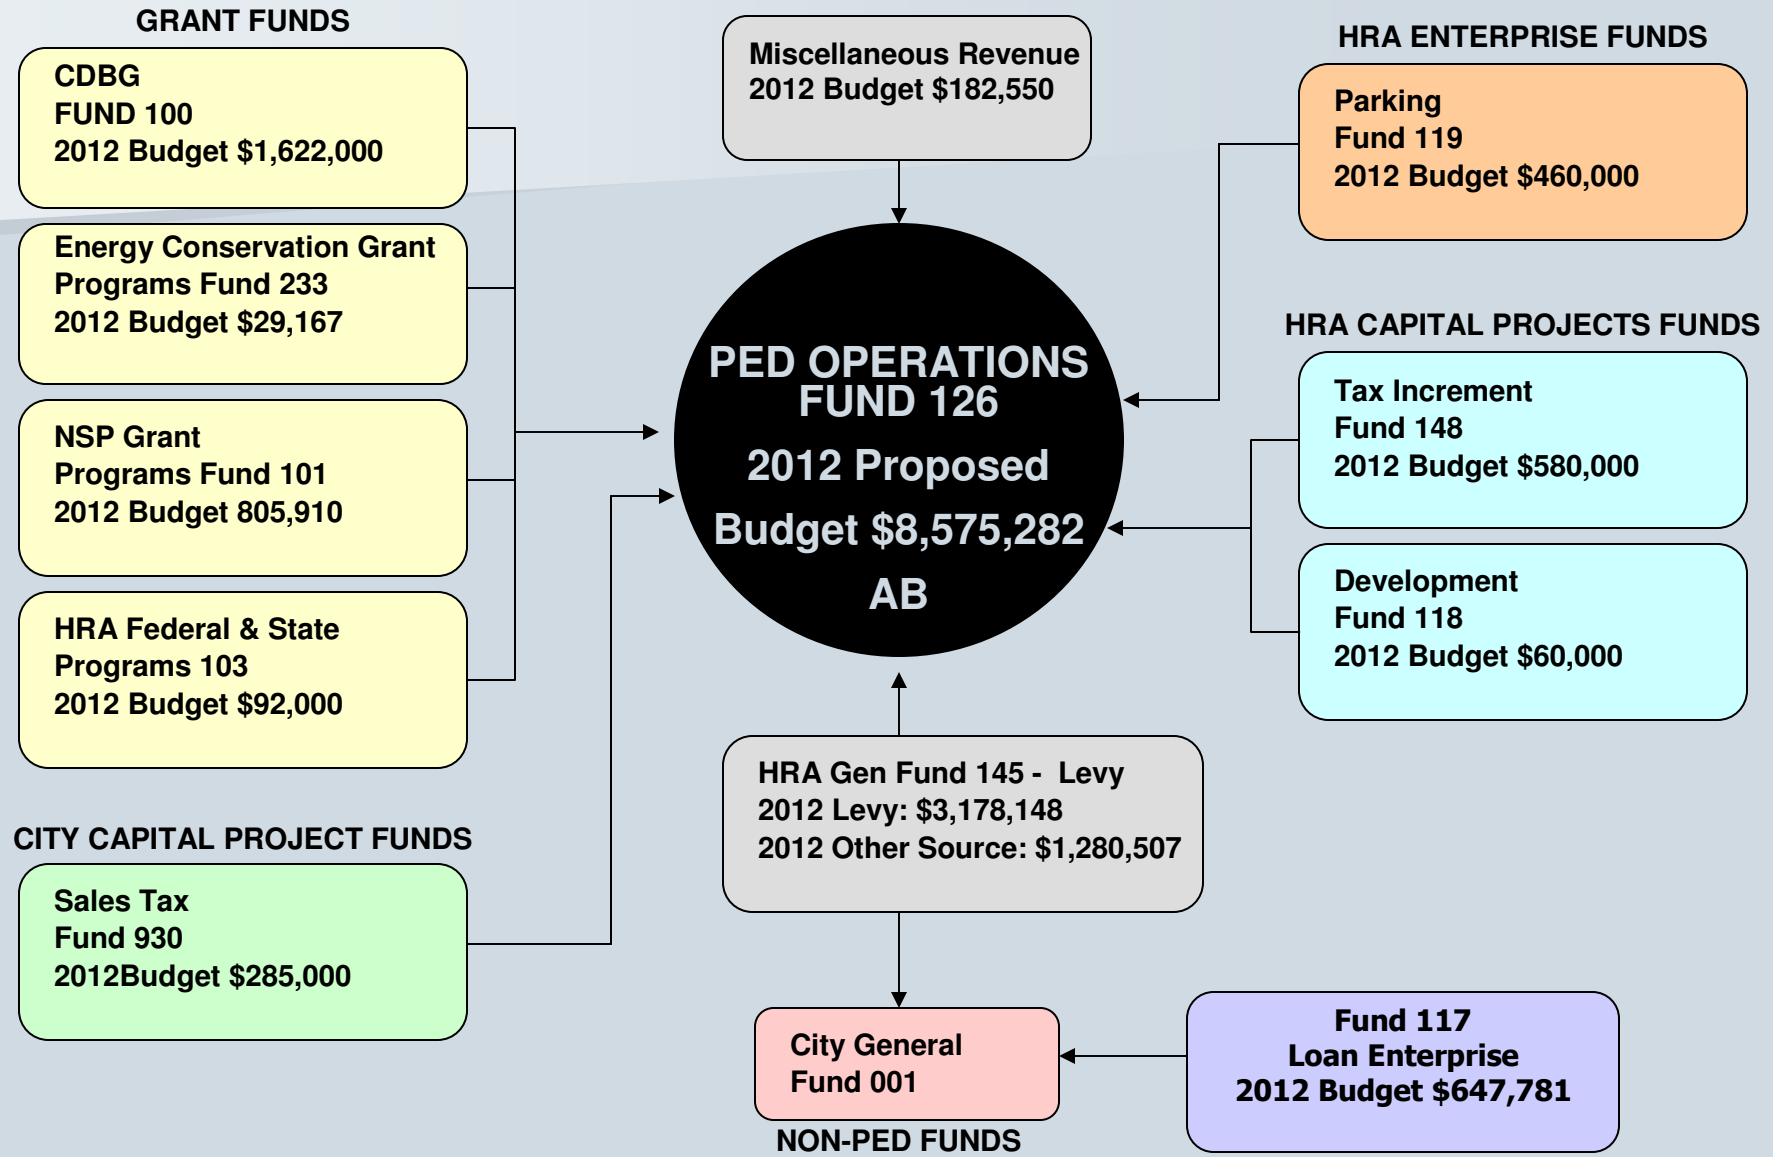 GRANT FUNDS
CDBG
FUND 100
2012 Budget $1,622,000
Energy Conservation Grant
Programs Fund 233
2012 Budget $29,167
NSP Grant
Programs Fund 101
2012 Budget 805,910
HRA Federal & State
Programs 103
2012 Budget $92,000
CITY CAPITAL PROJECT FUNDS
Sales Tax
Fund 930
2012Budget $285,000
Miscellaneous Revenue
2012 Budget $182,550
PED OPERATIONS
FUND 126
2012 Proposed
Budget $8,575,282
AB
HRA Gen Fund 145 - Levy
2012 Levy: $3,178,148
2012 Other Source: $1,280,507
City General
Fund 001
NON-PED FUNDS
HRA ENTERPRISE FUNDS
Parking
Fund 119
2012 Budget $460,000
HRA CAPITAL PROJECTS FUNDS
Tax Increment
Fund 148
2012 Budget $580,000
Development
Fund 118
2012 Budget $60,000
Fund 117
Loan Enterprise
2012 Budget $647,781